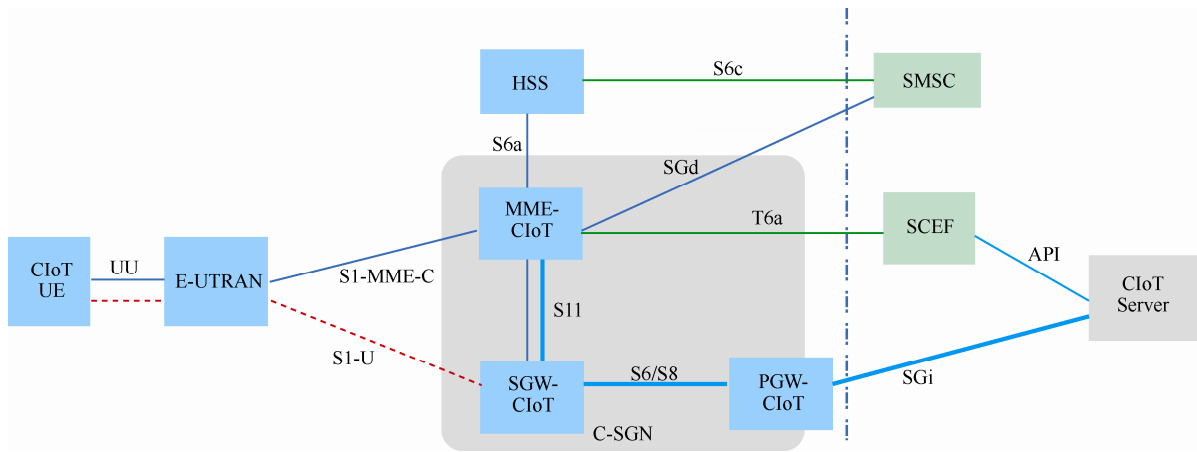 S6c
HSS
SMSC
S6a
SGd
MME-
CIoT
T6a
SCEF
API
UU
CIoT
UE
E-UTRAN
S1-MME-C
CIoT
Server
S11
S1-U
SGW-
CIoT
S6/S8
PGW-
CIoT
SGi
C-SGN